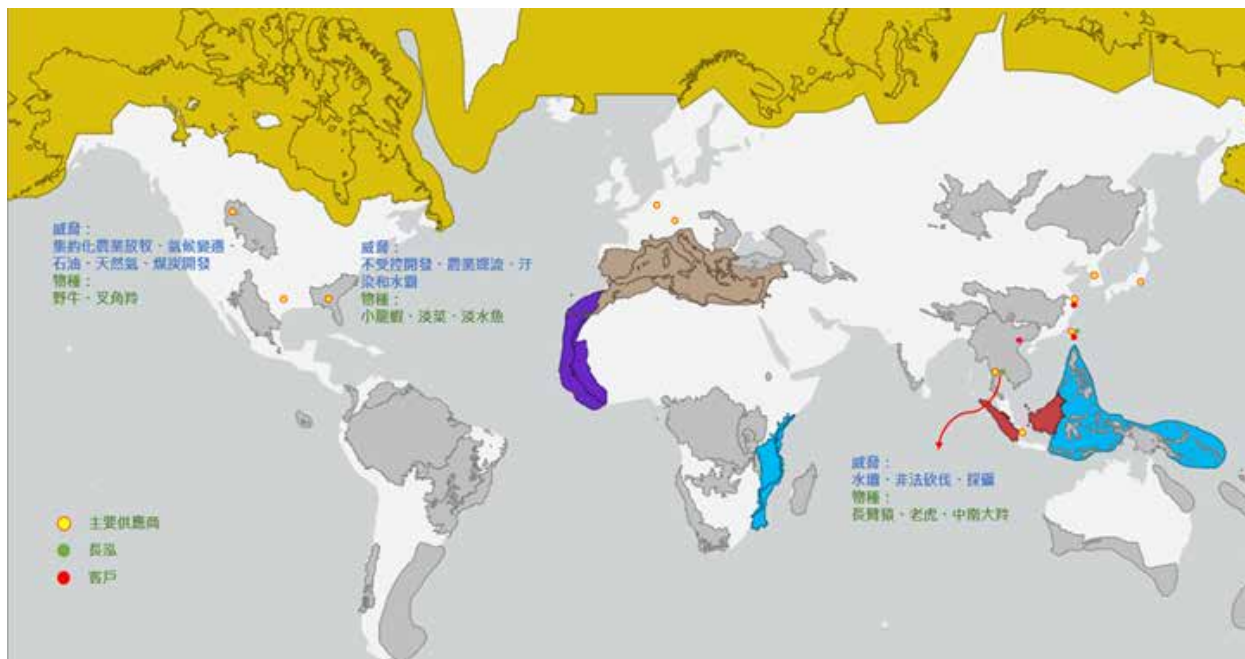 威脅：
集約化農業放牧、氣候變遷、
石油、天然氣、煤炭開發
物種：
野牛、叉角羚
威脅：
不受控開發、農業逕流、汙
染和水壩
物種：
小龍蝦、淡菜、淡水魚
威脅：
水壩、非法砍伐、採礦
物種：
長臂猿、老虎、中南大羚
主要供應商
長泓
客戶